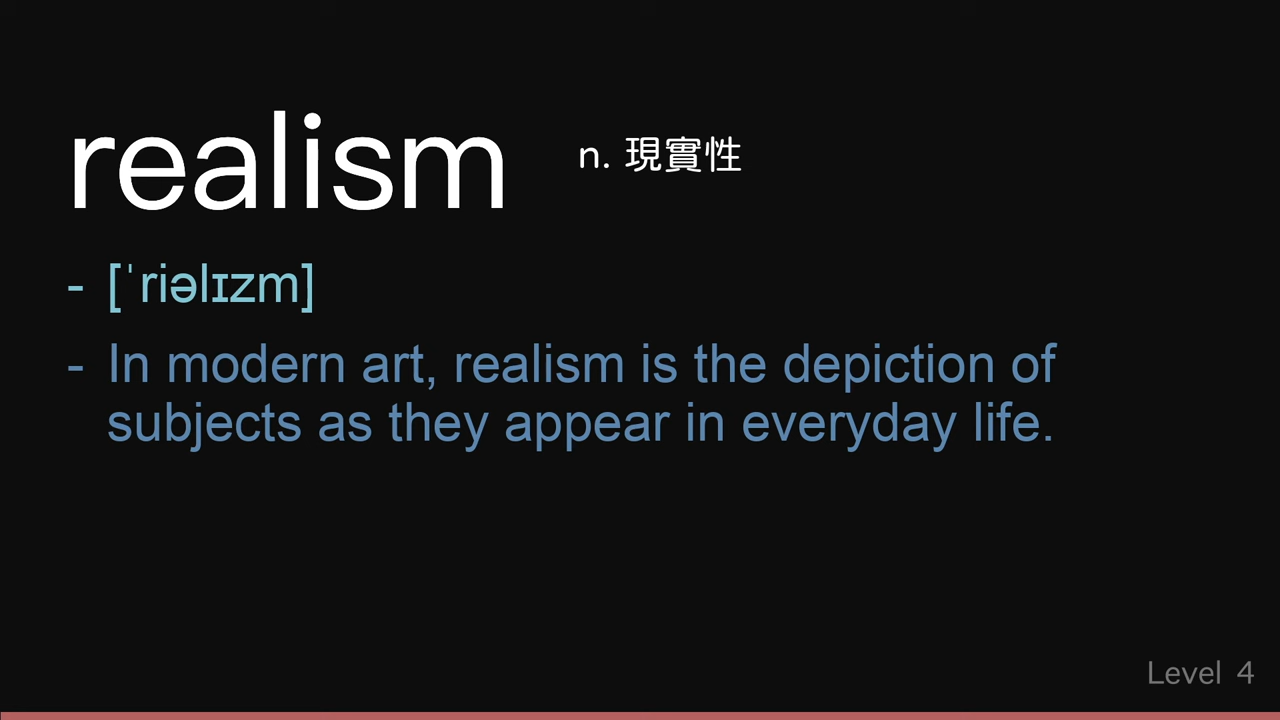 realism n. 現實性
- [ˈriəlɪzm]
- In modern art, realism is the depiction of
subjects as they appear in everyday life.
Level 4